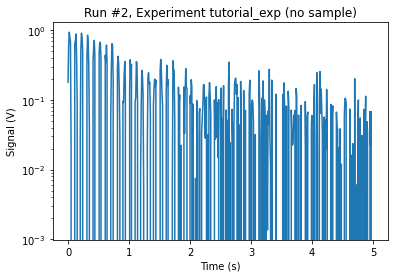 Run #2, Experiment tutorial_exp (no sample)
10⁰
10⁻¹
10⁻²
10⁻³
Signal (V)
0 1 2 3 4 5
Time (s)